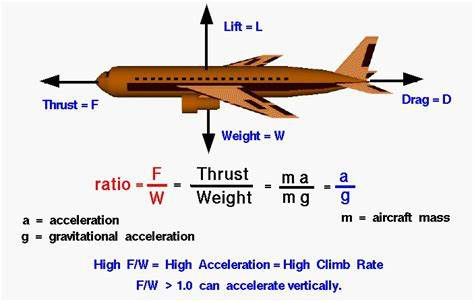 Lift = L
Thrust = F
Drag = D
Weight = W
ratio = F/W = Thrust/Weight = m a/m g = a/g
a = acceleration
m = aircraft mass
g = gravitational acceleration
High F/W = High Acceleration = High Climb Rate
F/W > 1.0 can accelerate vertically.